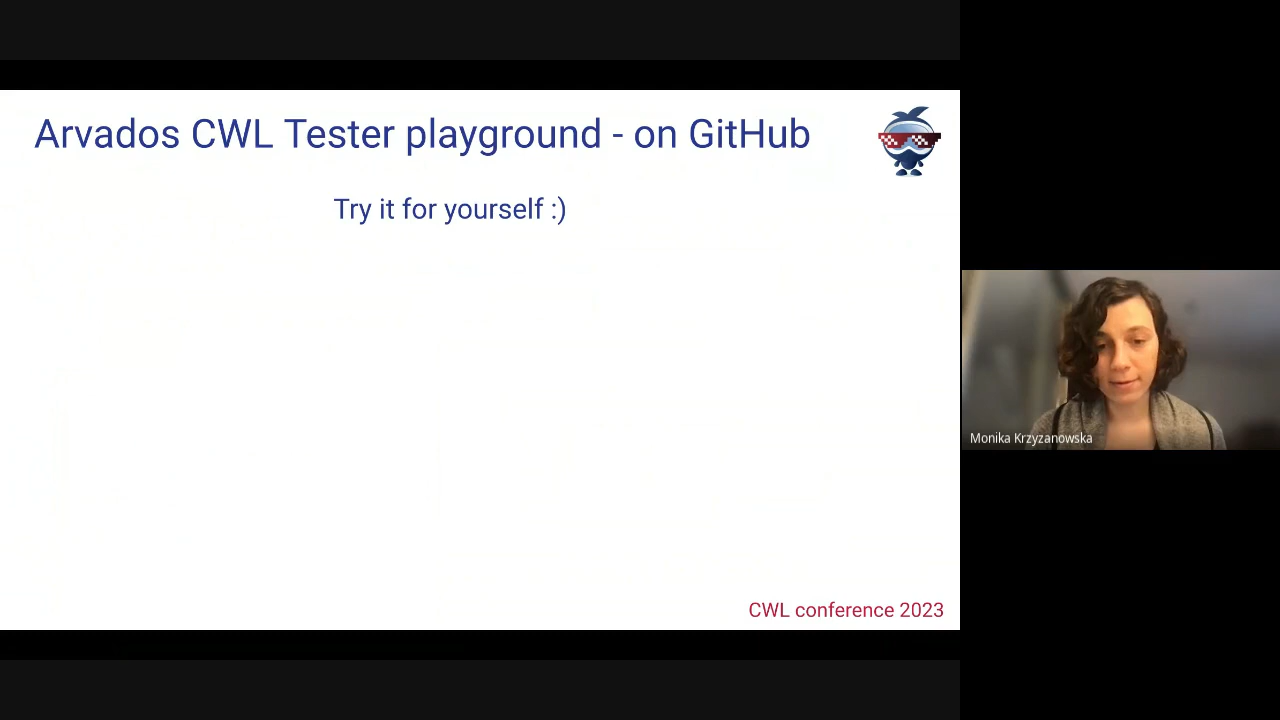 Arvados CWL Tester playground - on GitHub
Try it for yourself :)
Monika Krzyzanowska
CWL conference 2023